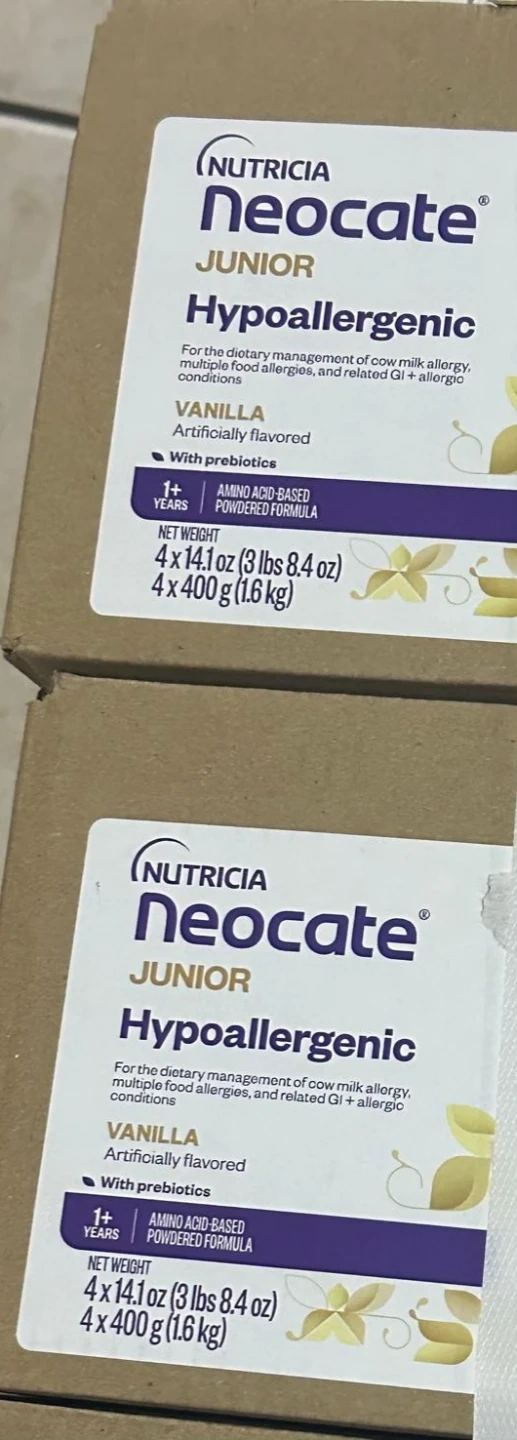 NUTRICIA
neocate®
JUNIOR
Hypoallergenic
For the dietary management of cow milk allergy,
multiple food allergies, and related GI + allergic
conditions
VANILLA
Artificially flavored
With prebiotics
1+ YEARS
AMINO ACID-BASED
POWDERED FORMULA
NET WEIGHT
4 x 14.1 oz (3 lbs 8.4 oz)
4 x 400 g (1.6 kg)
NUTRICIA
neocate®
JUNIOR
Hypoallergenic
For the dietary management of cow milk allergy,
multiple food allergies, and related GI + allergic
conditions
VANILLA
Artificially flavored
With prebiotics
1+ YEARS
AMINO ACID-BASED
POWDERED FORMULA
NET WEIGHT
4 x 14.1 oz (3 lbs 8.4 oz)
4 x 400 g (1.6 kg)